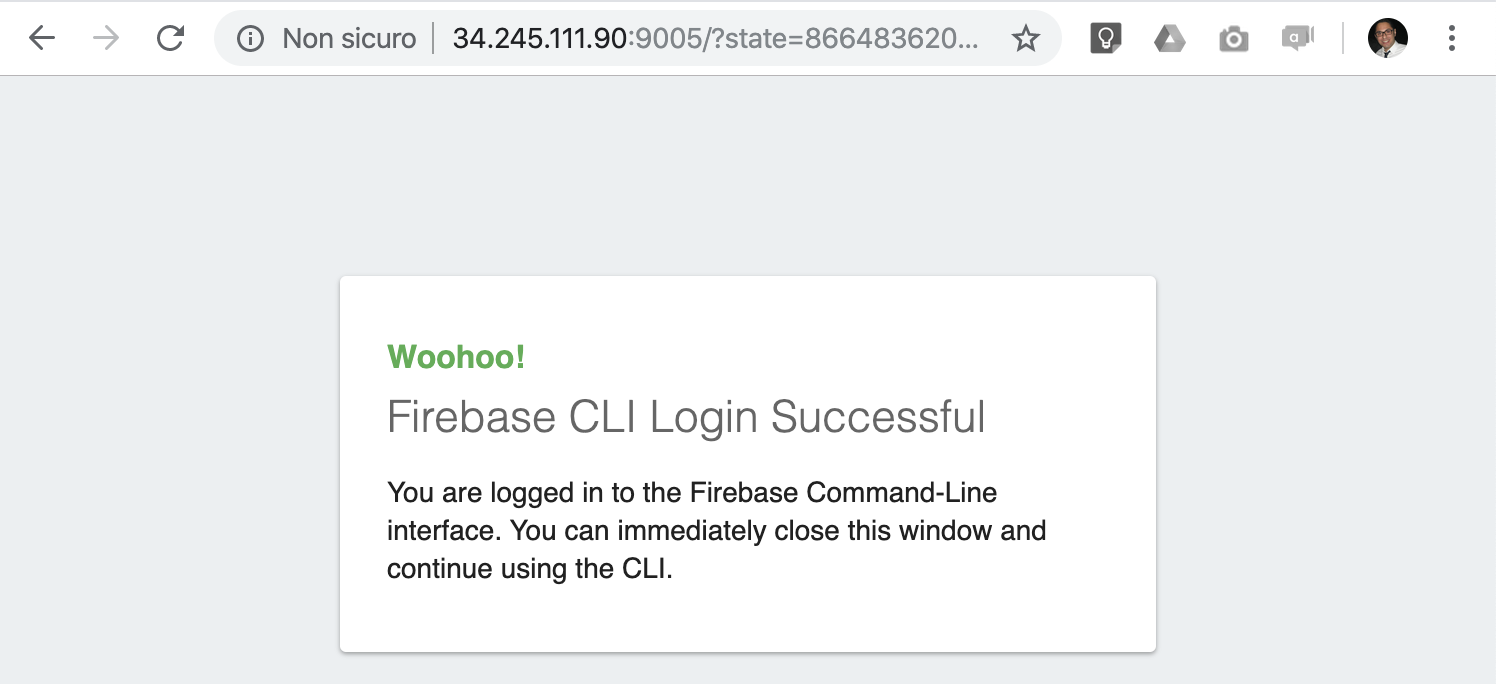 Non sicuro 34.245.111.90:9005/?state=866483620...
Woohoo!
Firebase CLI Login Successful
You are logged in to the Firebase Command-Line
interface. You can immediately close this window and
continue using the CLI.